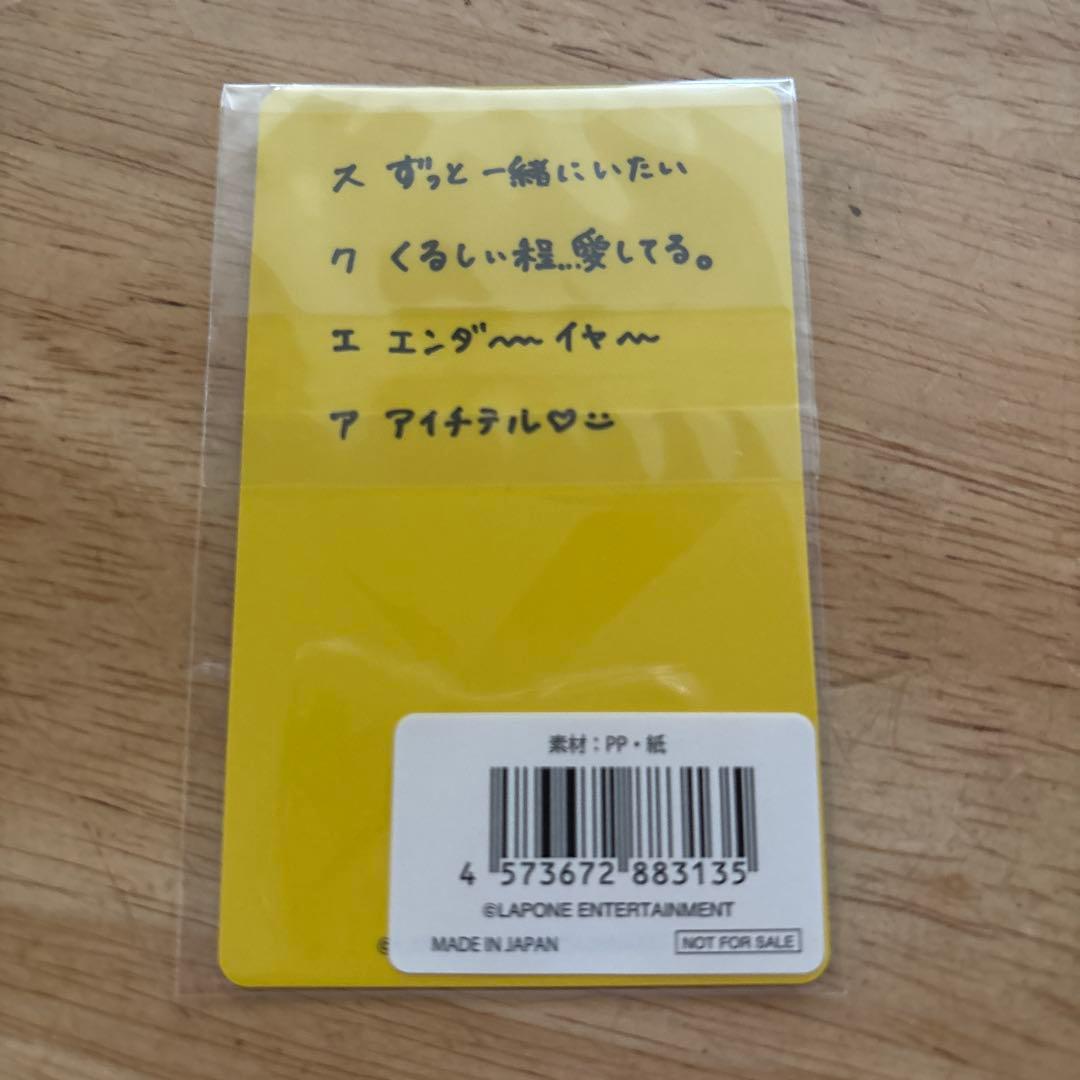 ス ずっと一緒にいたい
ク くるしい程...愛してる。
エ エンダ〜〜イヤ〜
ア アイチテル♡
素材：PP・紙
4 573672 883135
©LAPONE ENTERTAINMENT
MADE IN JAPAN
NOT FOR SALE